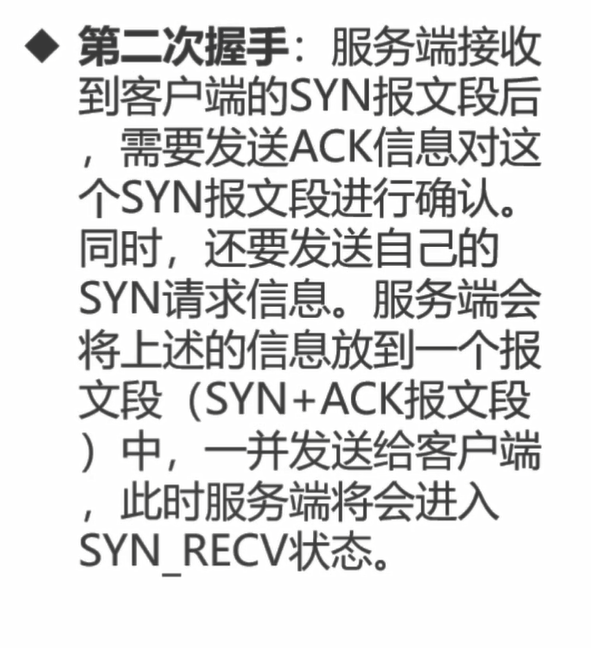 ◆ 第二次握手：服务端接收
到客户端的SYN报文段后
，需要发送ACK信息对这
个SYN报文段进行确认。
同时，还要发送自己的
SYN请求信息。服务端会
将上述的信息放到一个报
文段（SYN+ACK报文段
）中，一并发送给客户端
，此时服务端将会进入
SYN_RECV状态。